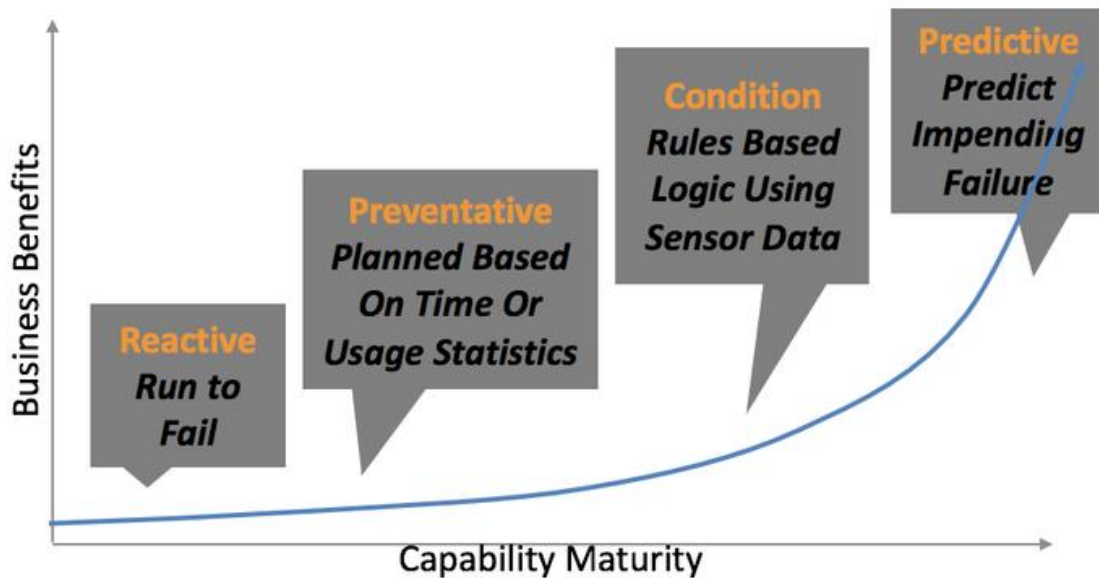 Business Benefits
Reactive
Run to
Fail
Preventative
Planned Based
On Time Or
Usage Statistics
Condition
Rules Based
Logic Using
Sensor Data
Predictive
Predict
Impending
Failure
Capability Maturity